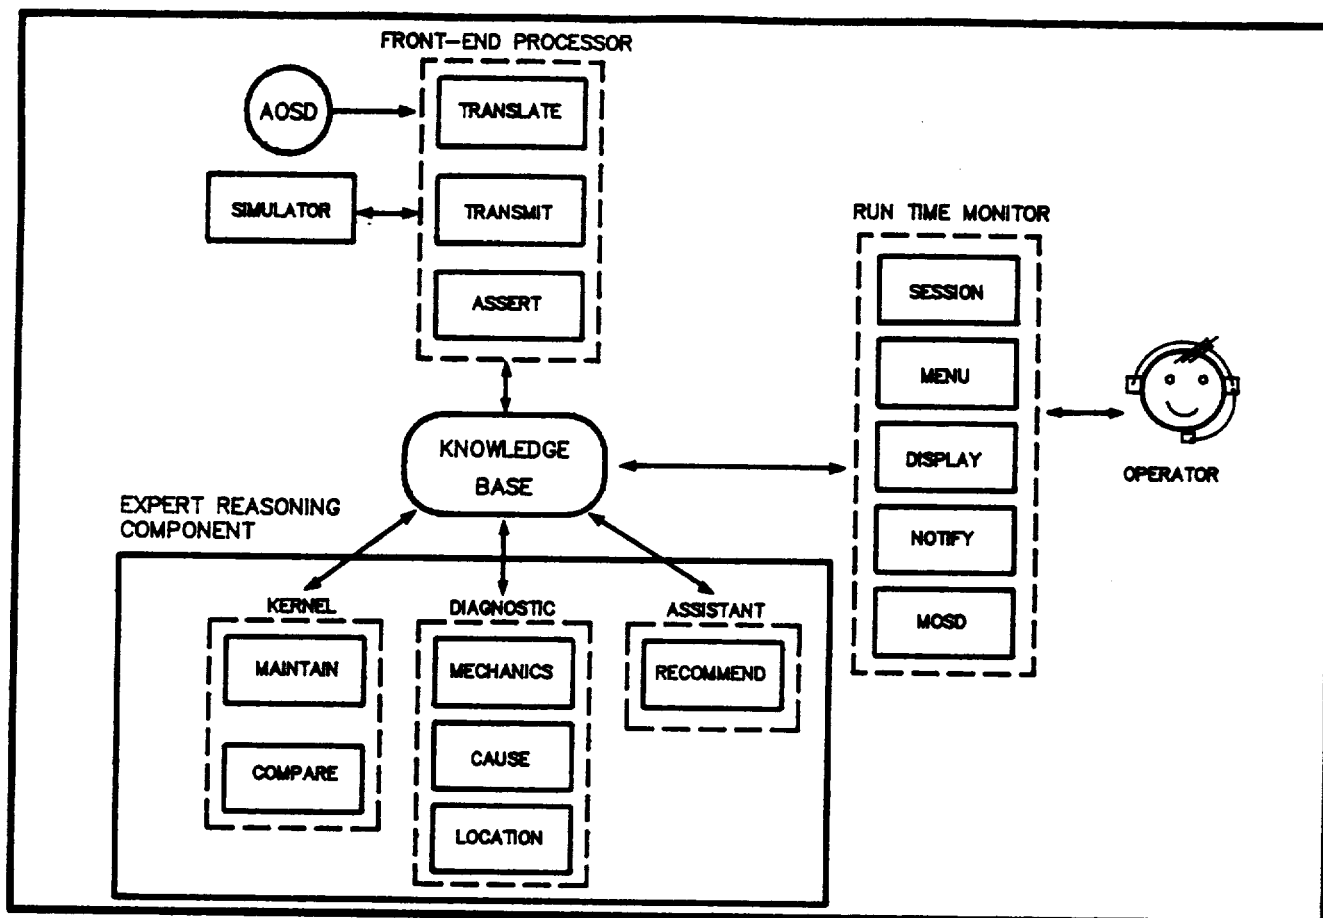 FRONT-END PROCESSOR
AOSD
TRANSLATE
SIMULATOR
TRANSMIT
ASSERT
RUN TIME MONITOR
SESSION
MENU
DISPLAY
NOTIFY
MOSD
OPERATOR
KNOWLEDGE
BASE
EXPERT REASONING
COMPONENT
KERNEL
MAINTAIN
COMPARE
DIAGNOSTIC
MECHANICS
CAUSE
LOCATION
ASSISTANT
RECOMMEND